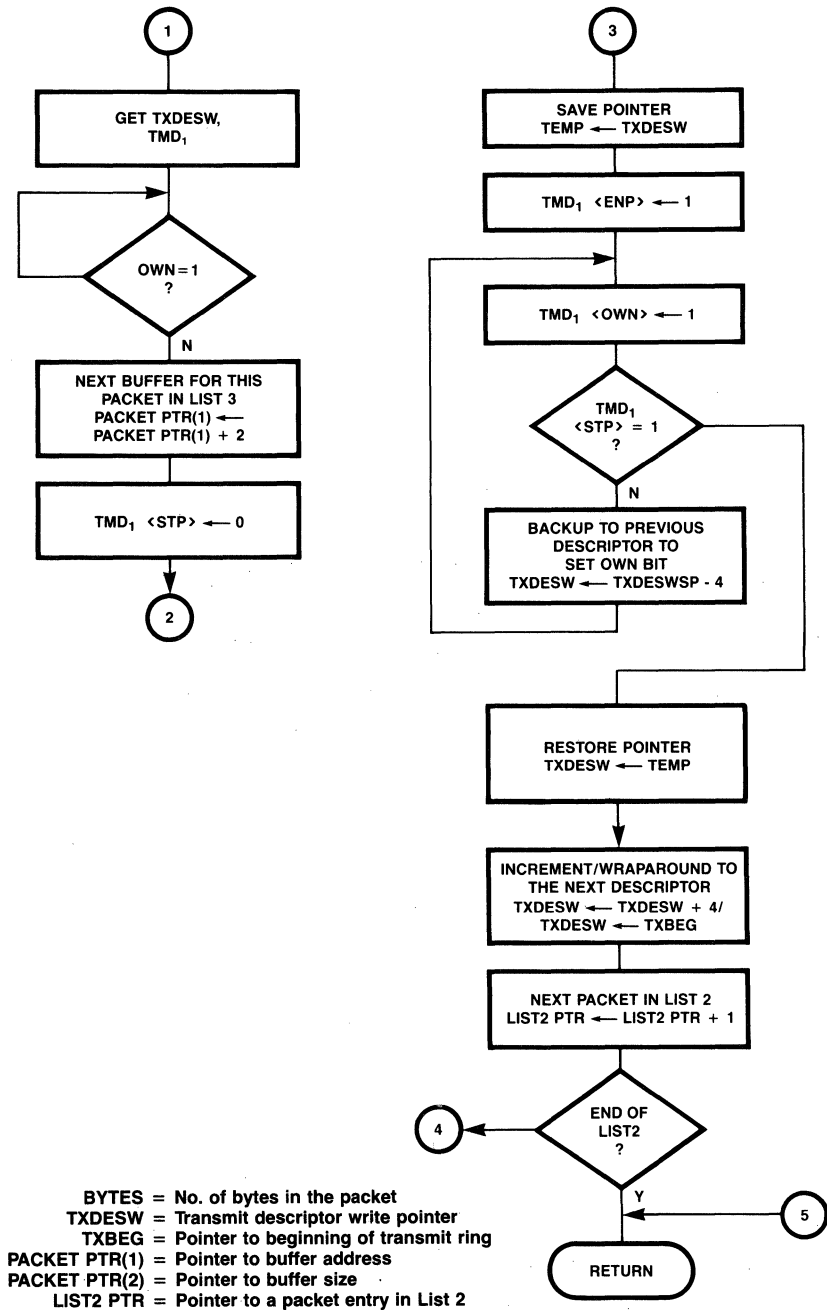 1
GET TXDESW,
TMD₁
OWN = 1
?
N
NEXT BUFFER FOR THIS
PACKET IN LIST 3
PACKET PTR(1) ←
PACKET PTR(1) + 2
TMD₁ <STP> ← 0
2
3
SAVE POINTER
TEMP ← TXDESW
TMD₁ <ENP> ← 1
TMD₁ <OWN> ← 1
TMD₁
<STP> = 1
?
N
BACKUP TO PREVIOUS
DESCRIPTOR TO
SET OWN BIT
TXDESW ← TXDESWSP - 4
RESTORE POINTER
TXDESW ← TEMP
INCREMENT/WRAPAROUND TO
THE NEXT DESCRIPTOR
TXDESW ← TXDESW + 4/
TXDESW ← TXBEG
NEXT PACKET IN LIST 2
LIST2 PTR ← LIST2 PTR + 1
END OF
LIST2
?
4
Y
5
RETURN
BYTES = No. of bytes in the packet
TXDESW = Transmit descriptor write pointer
TXBEG = Pointer to beginning of transmit ring
PACKET PTR(1) = Pointer to buffer address
PACKET PTR(2) = Pointer to buffer size
LIST2 PTR = Pointer to a packet entry in List 2